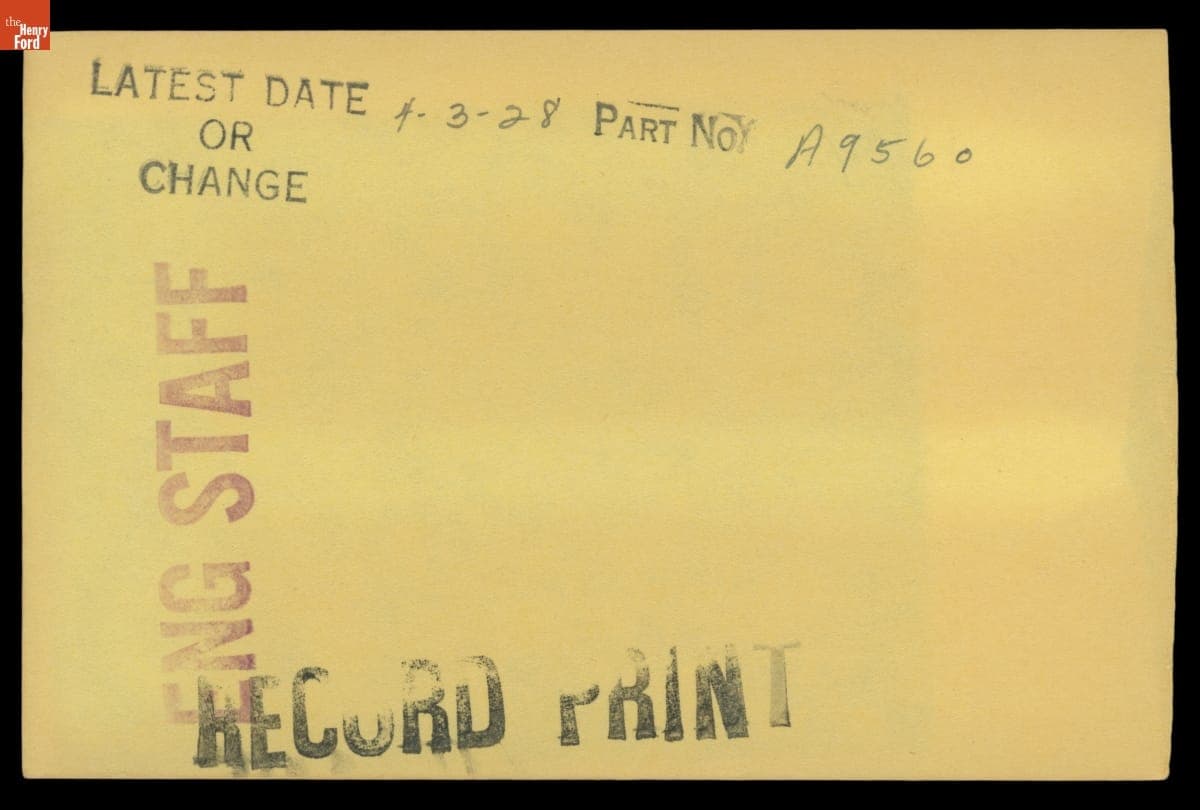 the
Henry
Ford
LATEST DATE 4-3-28 PART NO. A9560
OR
CHANGE
ENG STAFF
RECORD PRINT